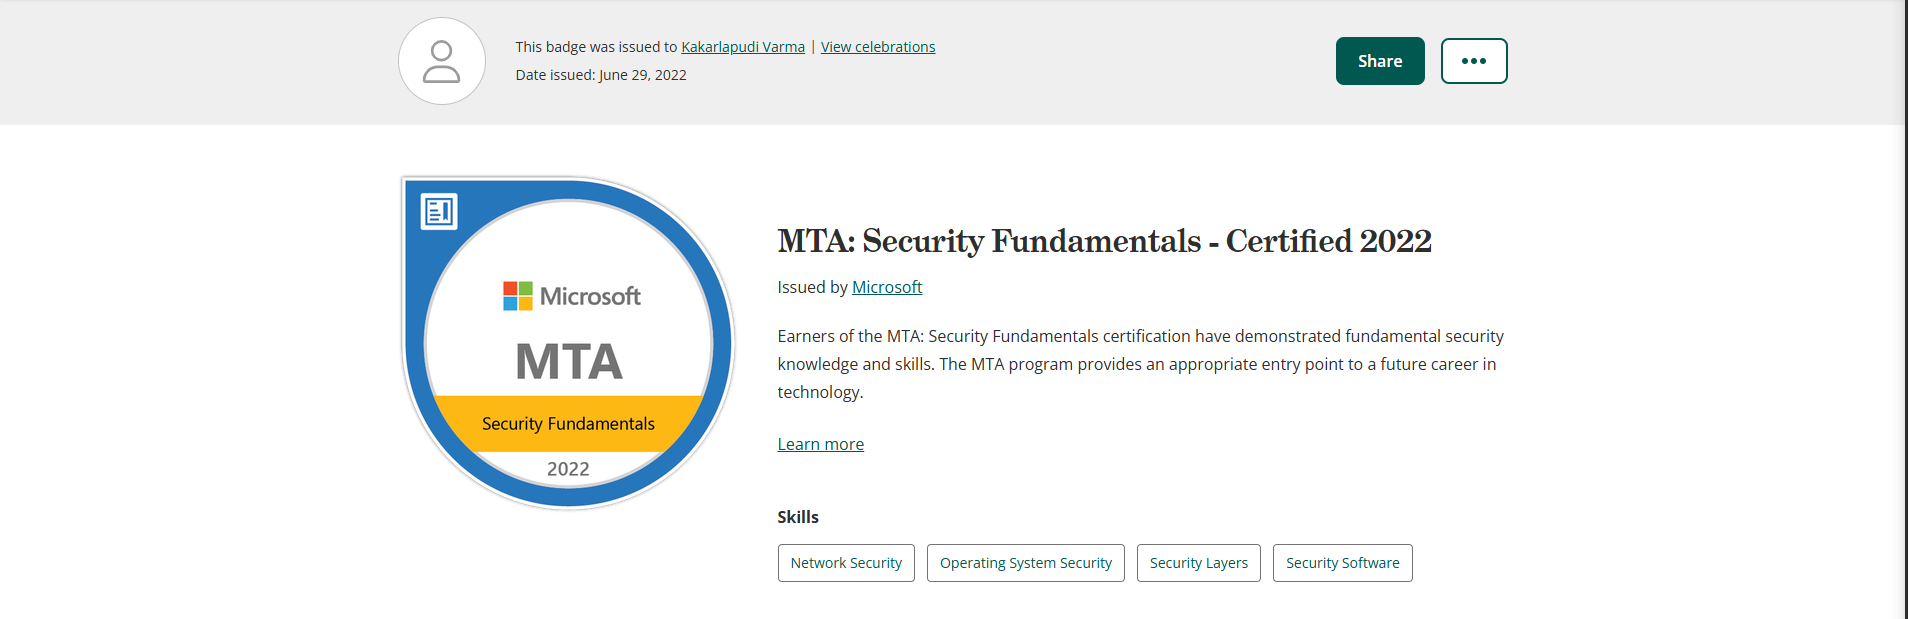 This badge was issued to Kakarlapudi Varma | View celebrations
Date issued: June 29, 2022
Share
Microsoft
MTA
Security Fundamentals
2022
MTA: Security Fundamentals - Certified 2022
Issued by Microsoft
Earners of the MTA: Security Fundamentals certification have demonstrated fundamental security
knowledge and skills. The MTA program provides an appropriate entry point to a future career in
technology.
Learn more
Skills
Network Security
Operating System Security
Security Layers
Security Software